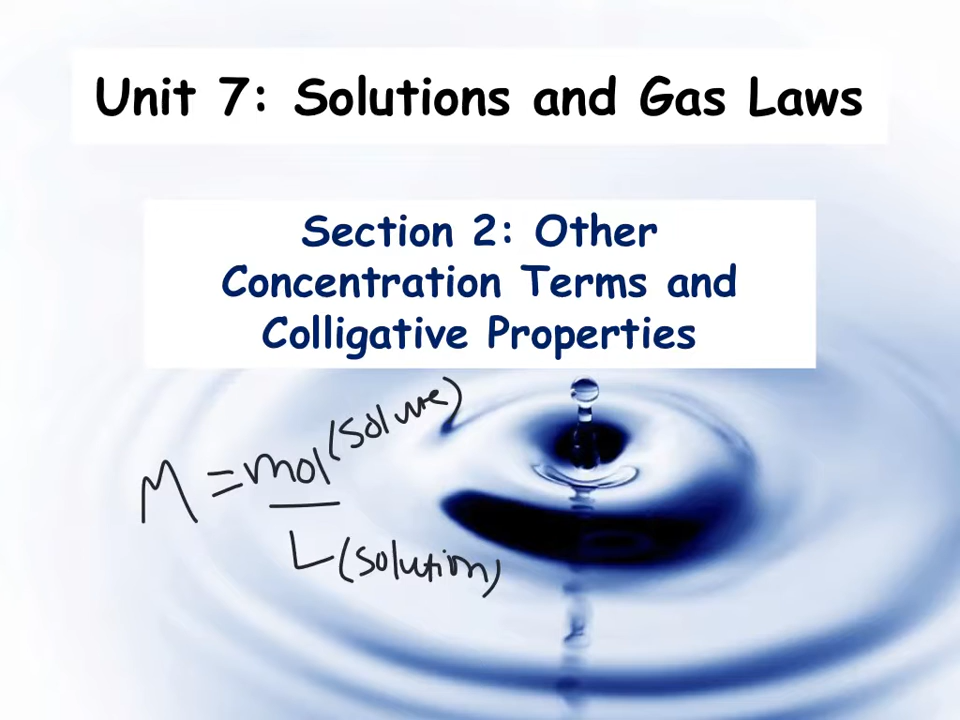 Unit 7: Solutions and Gas Laws
Section 2: Other
Concentration Terms and
Colligative Properties
M = mol (solute)
L (solution)